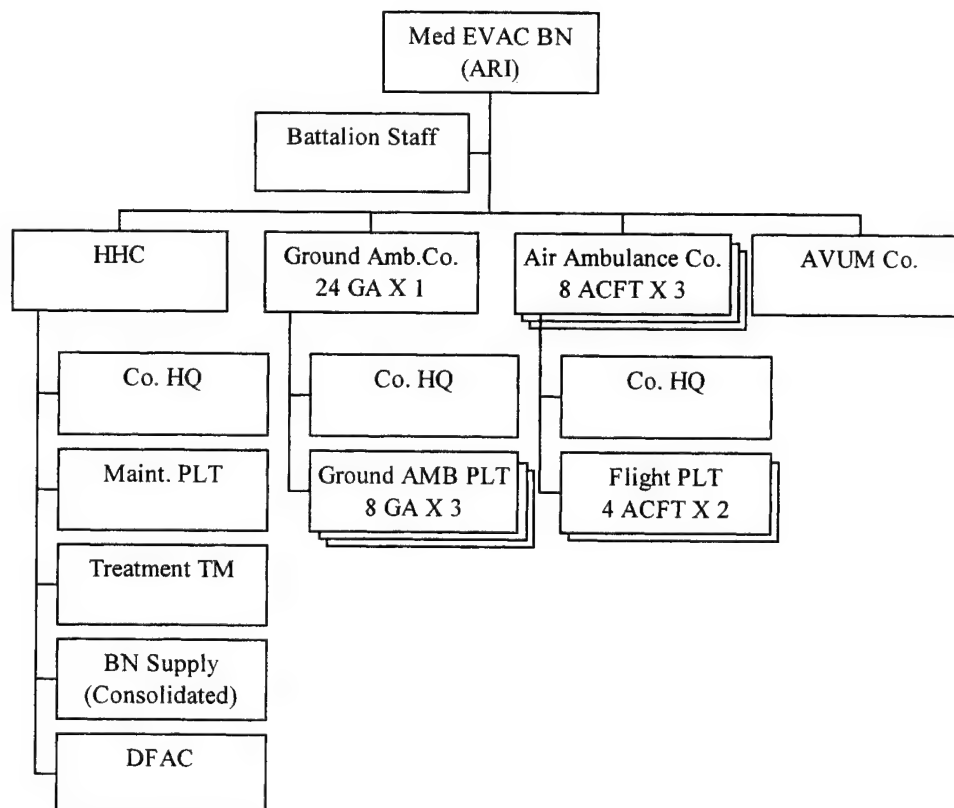 Med EVAC BN
(ARI)
Battalion Staff
HHC
Ground Amb.Co.
24 GA X 1
Air Ambulance Co.
8 ACFT X 3
AVUM Co.
Co. HQ
Maint. PLT
Treatment TM
BN Supply
(Consolidated)
DFAC
Co. HQ
Ground AMB PLT
8 GA X 3
Co. HQ
Flight PLT
4 ACFT X 2